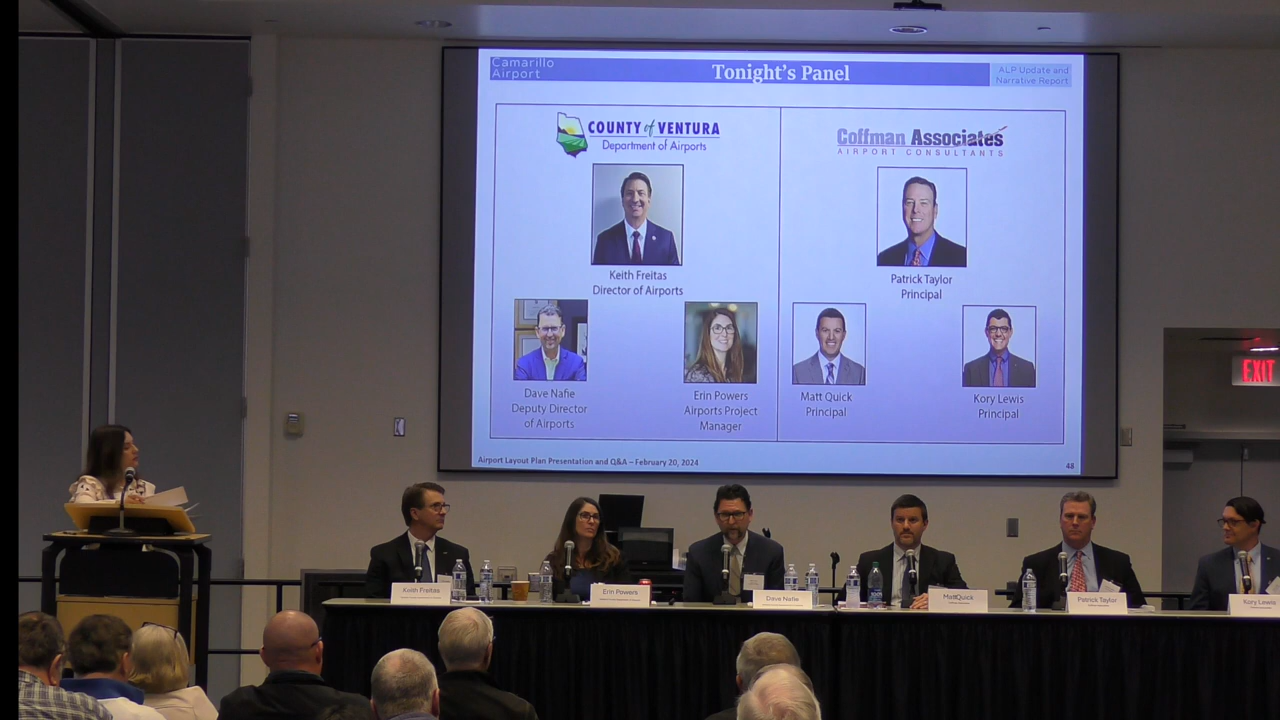 Camarillo
Airport
Tonight's Panel
ALP Update and
Narrative Report
COUNTY of VENTURA
Department of Airports
Coffman Associates
AIRPORT CONSULTANTS
Keith Freitas
Director of Airports
Patrick Taylor
Principal
Dave Nafie
Deputy Director
of Airports
Erin Powers
Airports Project
Manager
Matt Quick
Principal
Kory Lewis
Principal
Airport Layout Plan Presentation and Q&A – February 20, 2024
48
EXIT
Keith Freitas
Erin Powers
Dave Nafie
Matt Quick
Patrick Taylor
Kory Lewis